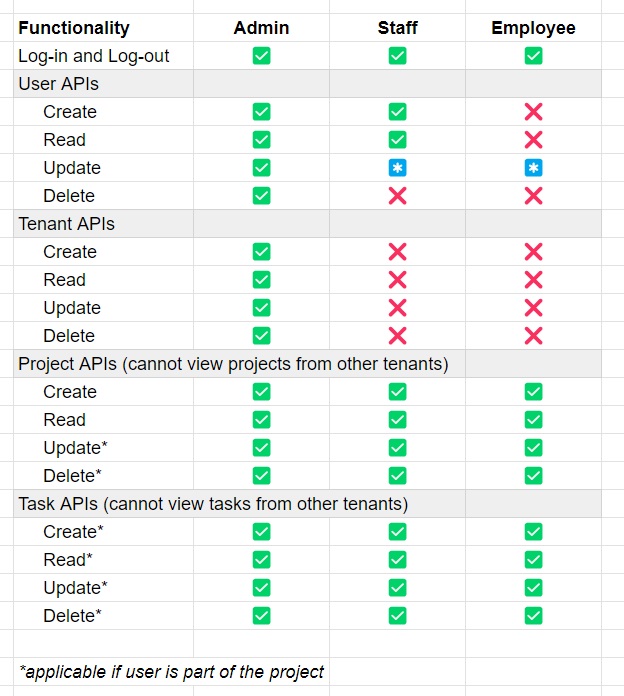 Functionality Admin Staff Employee
Log-in and Log-out ✅ ✅ ✅
User APIs
Create ✅ ✅ ❌
Read ✅ ✅ ❌
Update ✅ *️⃣ *️⃣
Delete ✅ ❌ ❌
Tenant APIs
Create ✅ ❌ ❌
Read ✅ ❌ ❌
Update ✅ ❌ ❌
Delete ✅ ❌ ❌
Project APIs (cannot view projects from other tenants)
Create ✅ ✅ ✅
Read ✅ ✅ ✅
Update* ✅ ✅ ✅
Delete* ✅ ✅ ✅
Task APIs (cannot view tasks from other tenants)
Create* ✅ ✅ ✅
Read* ✅ ✅ ✅
Update* ✅ ✅ ✅
Delete* ✅ ✅ ✅
*applicable if user is part of the project